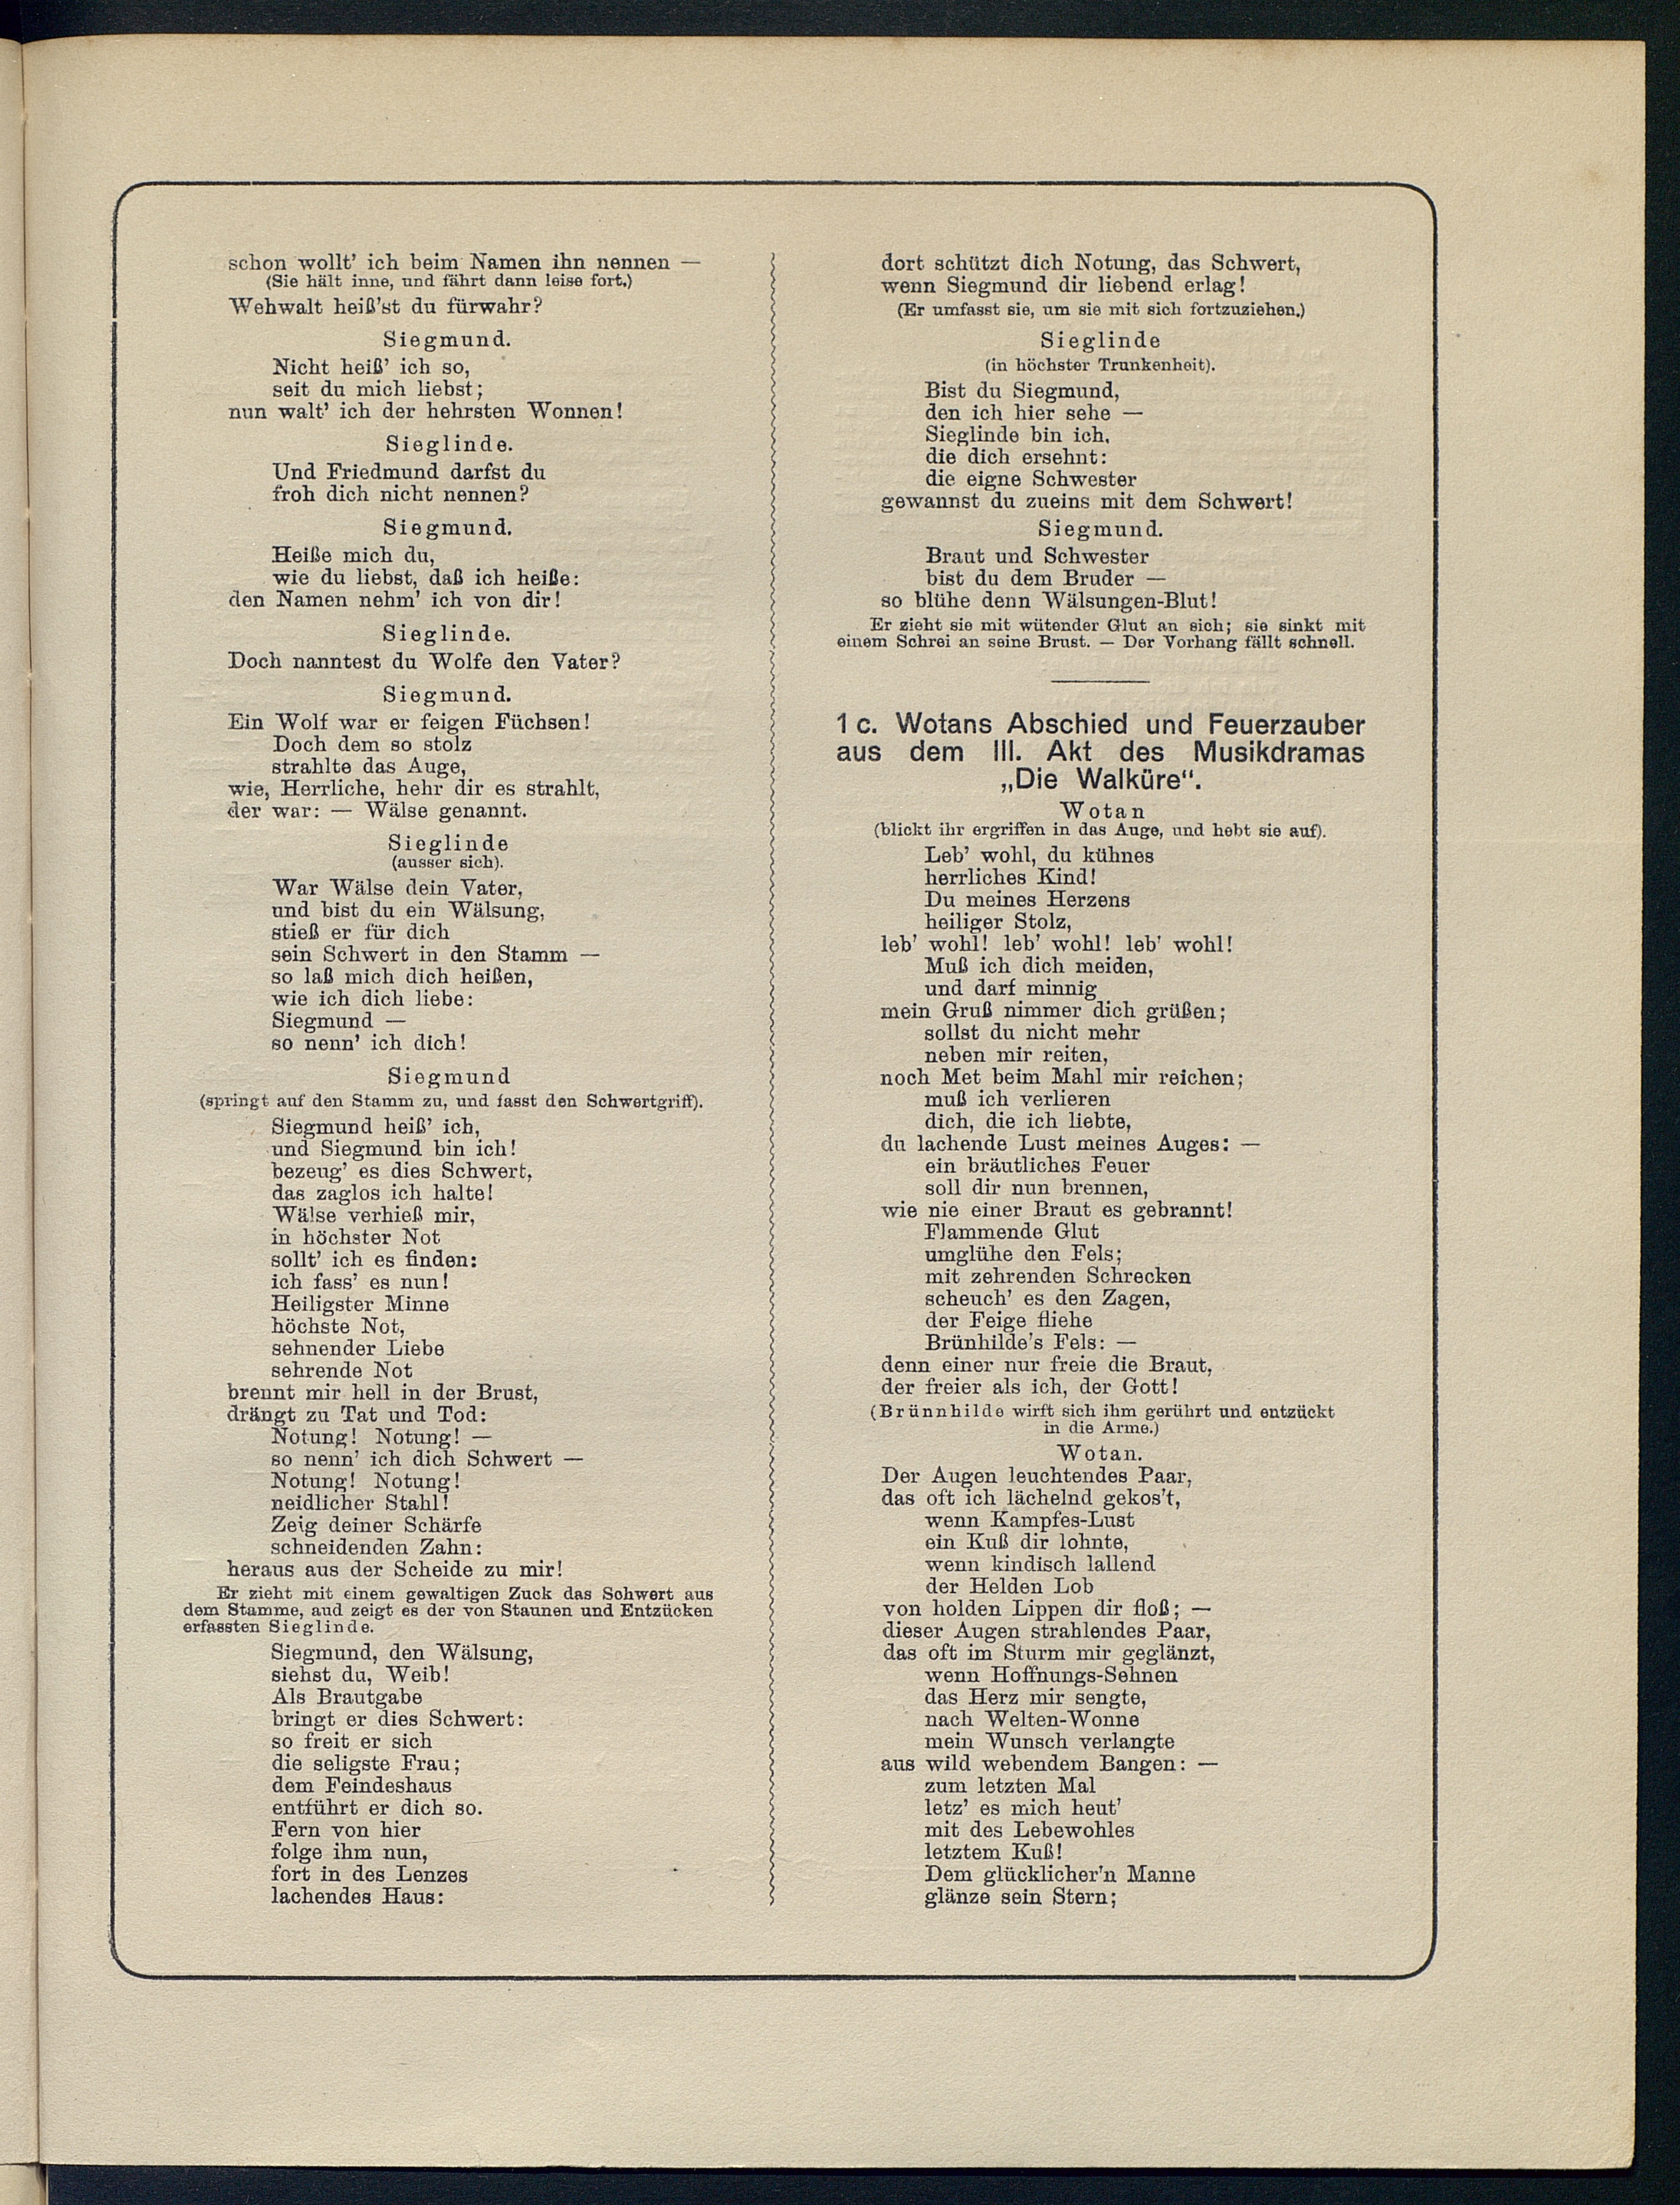 schon wollt' ich beim Namen ihn nennen —
(Sie hält inne, und fährt dann leise fort.)
Wehwalt heiß'st du fürwahr?
Siegmund.
Nicht heiß' ich so,
seit du mich liebst;
nun walt' ich der hehrsten Wonnen!
Sieglinde.
Und Friedmund darfst du
froh dich nicht nennen?
Siegmund.
Heiße mich du,
wie du liebst, daß ich heiße:
den Namen nehm' ich von dir!
Sieglinde.
Doch nanntest du Wolfe den Vater?
Siegmund.
Ein Wolf war er feigen Füchsen!
Doch dem so stolz
strahlte das Auge,
wie, Herrliche, hehr dir es strahlt,
der war: — Wälse genannt.
Sieglinde
(ausser sich).
War Wälse dein Vater,
und bist du ein Wälsung,
stieß er für dich
sein Schwert in den Stamm —
so laß mich dich heißen,
wie ich dich liebe:
Siegmund —
so nenn' ich dich!
Siegmund
(springt auf den Stamm zu, und fasst den Schwertgriff).
Siegmund heiß' ich,
und Siegmund bin ich!
bezeug' es dies Schwert,
das zaglos ich halte!
Wälse verhieß mir,
in höchster Not
sollt' ich es finden:
ich fass' es nun!
Heiligster Minne
höchste Not,
sehnender Liebe
sehrende Not
brennt mir hell in der Brust,
drängt zu Tat und Tod:
Notung! Notung! —
so nenn' ich dich Schwert —
Notung! Notung!
neidlicher Stahl!
Zeig deiner Schärfe
schneidenden Zahn:
heraus aus der Scheide zu mir!
Er zieht mit einem gewaltigen Zuck das Schwert aus
dem Stamme, aud zeigt es der von Staunen und Entzücken
erfassten Sieglinde.
Siegmund, den Wälsung,
siehst du, Weib!
Als Brautgabe
bringt er dies Schwert:
so freit er sich
die seligste Frau;
dem Feindeshaus
entführt er dich so.
Fern von hier
folge ihm nun,
fort in des Lenzes
lachendes Haus:
dort schützt dich Notung, das Schwert,
wenn Siegmund dir liebend erlag!
(Er umfasst sie, um sie mit sich fortzuziehen.)
Sieglinde
(in höchster Trunkenheit).
Bist du Siegmund,
den ich hier sehe —
Sieglinde bin ich,
die dich ersehnt:
die eigne Schwester
gewannst du zueins mit dem Schwert!
Siegmund.
Braut und Schwester
bist du dem Bruder —
so blühe denn Wälsungen-Blut!
Er zieht sie mit wütender Glut an sich; sie sinkt mit
einem Schrei an seine Brust. — Der Vorhang fällt schnell.
1 c. Wotans Abschied und Feuerzauber
aus dem III. Akt des Musikdramas
„Die Walküre“.
Wotan
(blickt ihr ergriffen in das Auge, und hebt sie auf).
Leb' wohl, du kühnes
herrliches Kind!
Du meines Herzens
heiliger Stolz,
leb' wohl! leb' wohl! leb' wohl!
Muß ich dich meiden,
und darf minnig
mein Gruß nimmer dich grüßen;
sollst du nicht mehr
neben mir reiten,
noch Met beim Mahl mir reichen;
muß ich verlieren
dich, die ich liebte,
du lachende Lust meines Auges: —
ein bräutliches Feuer
soll dir nun brennen,
wie nie einer Braut es gebrannt!
Flammende Glut
umglühe den Fels;
mit zehrenden Schrecken
scheuch' es den Zagen,
der Feige fliehe
Brünhilde's Fels: —
denn einer nur freie die Braut,
der freier als ich, der Gott!
(Brünnhilde wirft sich ihm gerührt und entzückt
in die Arme.)
Wotan.
Der Augen leuchtendes Paar,
das oft ich lächelnd gekos't,
wenn Kampfes-Lust
ein Kuß dir lohnte,
wenn kindisch lallend
der Helden Lob
von holden Lippen dir floß; —
dieser Augen strahlendes Paar,
das oft im Sturm mir geglänzt,
wenn Hoffnungs-Sehnen
das Herz mir sengte,
nach Welten-Wonne
mein Wunsch verlangte
aus wild webendem Bangen: —
zum letzten Mal
letz' es mich heut'
mit des Lebewohles
letztem Kuß!
Dem glücklicher'n Manne
glänze sein Stern;